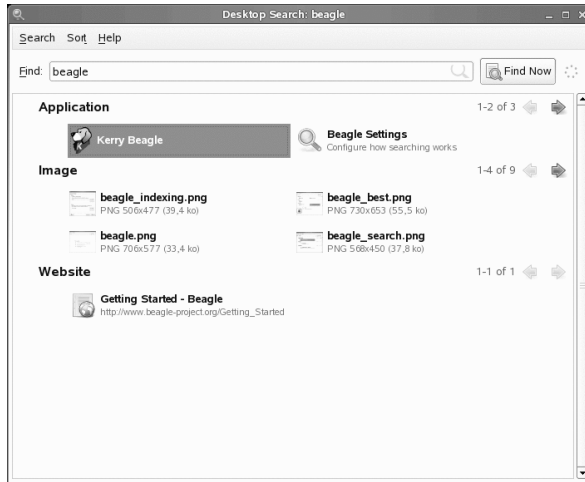 Desktop Search: beagle
Search Sort Help
Find: beagle Find Now
Application 1-2 of 3
Kerry Beagle Beagle Settings
Configure how searching works
Image 1-4 of 9
beagle_indexing.png beagle_best.png
PNG 506x477 (39,4 ko) PNG 730x653 (55,5 ko)
beagle.png beagle_search.png
PNG 706x577 (33,4 ko) PNG 568x450 (37,8 ko)
Website 1-1 of 1
Getting Started - Beagle
http://www.beagle-project.org/Getting_Started